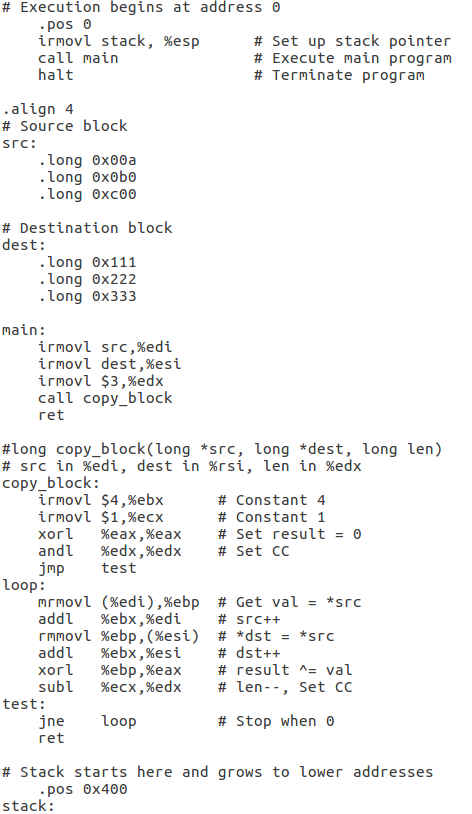 # Execution begins at address 0
    .pos 0
    irmovl stack, %esp      # Set up stack pointer
    call main               # Execute main program
    halt                    # Terminate program

.align 4
# Source block
src:
    .long 0x00a
    .long 0x0b0
    .long 0xc00

# Destination block
dest:
    .long 0x111
    .long 0x222
    .long 0x333

main:
    irmovl src,%edi
    irmovl dest,%esi
    irmovl $3,%edx
    call copy_block
    ret

#long copy_block(long *src, long *dest, long len)
# src in %edi, dest in %rsi, len in %edx
copy_block:
    irmovl $4,%ebx      # Constant 4
    irmovl $1,%ecx      # Constant 1
    xorl   %eax,%eax    # Set result = 0
    andl   %edx,%edx    # Set CC
    jmp    test
loop:
    mrmovl (%edi),%ebp  # Get val = *src
    addl   %ebx,%edi    # src++
    rmmovl %ebp,(%esi)  # *dst = *src
    addl   %ebx,%esi    # dst++
    xorl   %ebp,%eax    # result ^= val
    subl   %ecx,%edx    # len--, Set CC
test:
    jne    loop         # Stop when 0
    ret

# Stack starts here and grows to lower addresses
    .pos 0x400
stack: